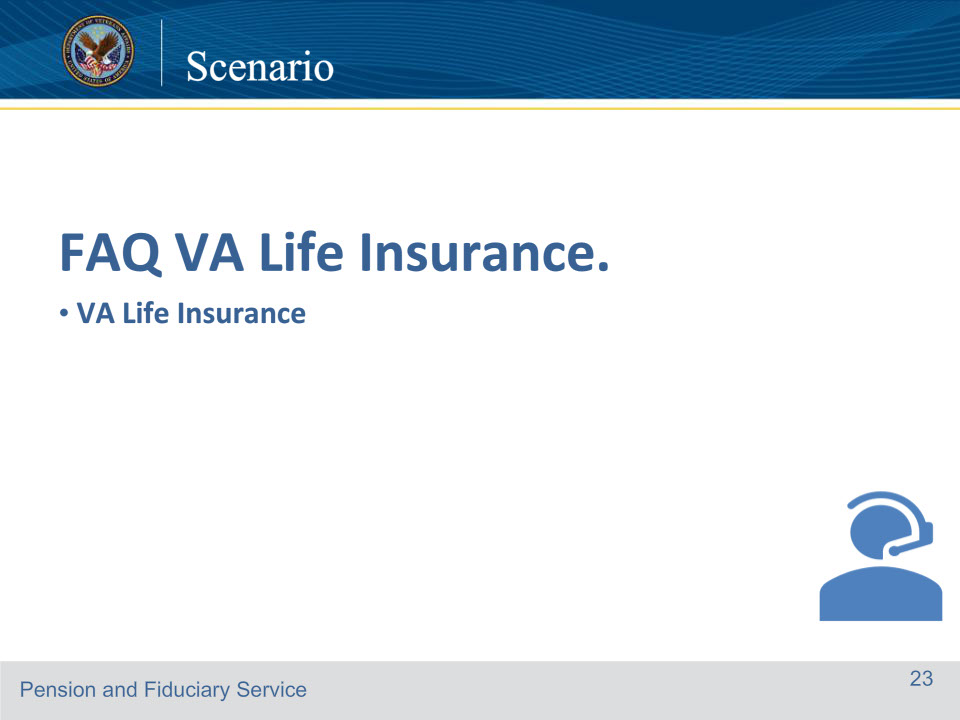 Scenario
FAQ VA Life Insurance.
• VA Life Insurance
Pension and Fiduciary Service
23